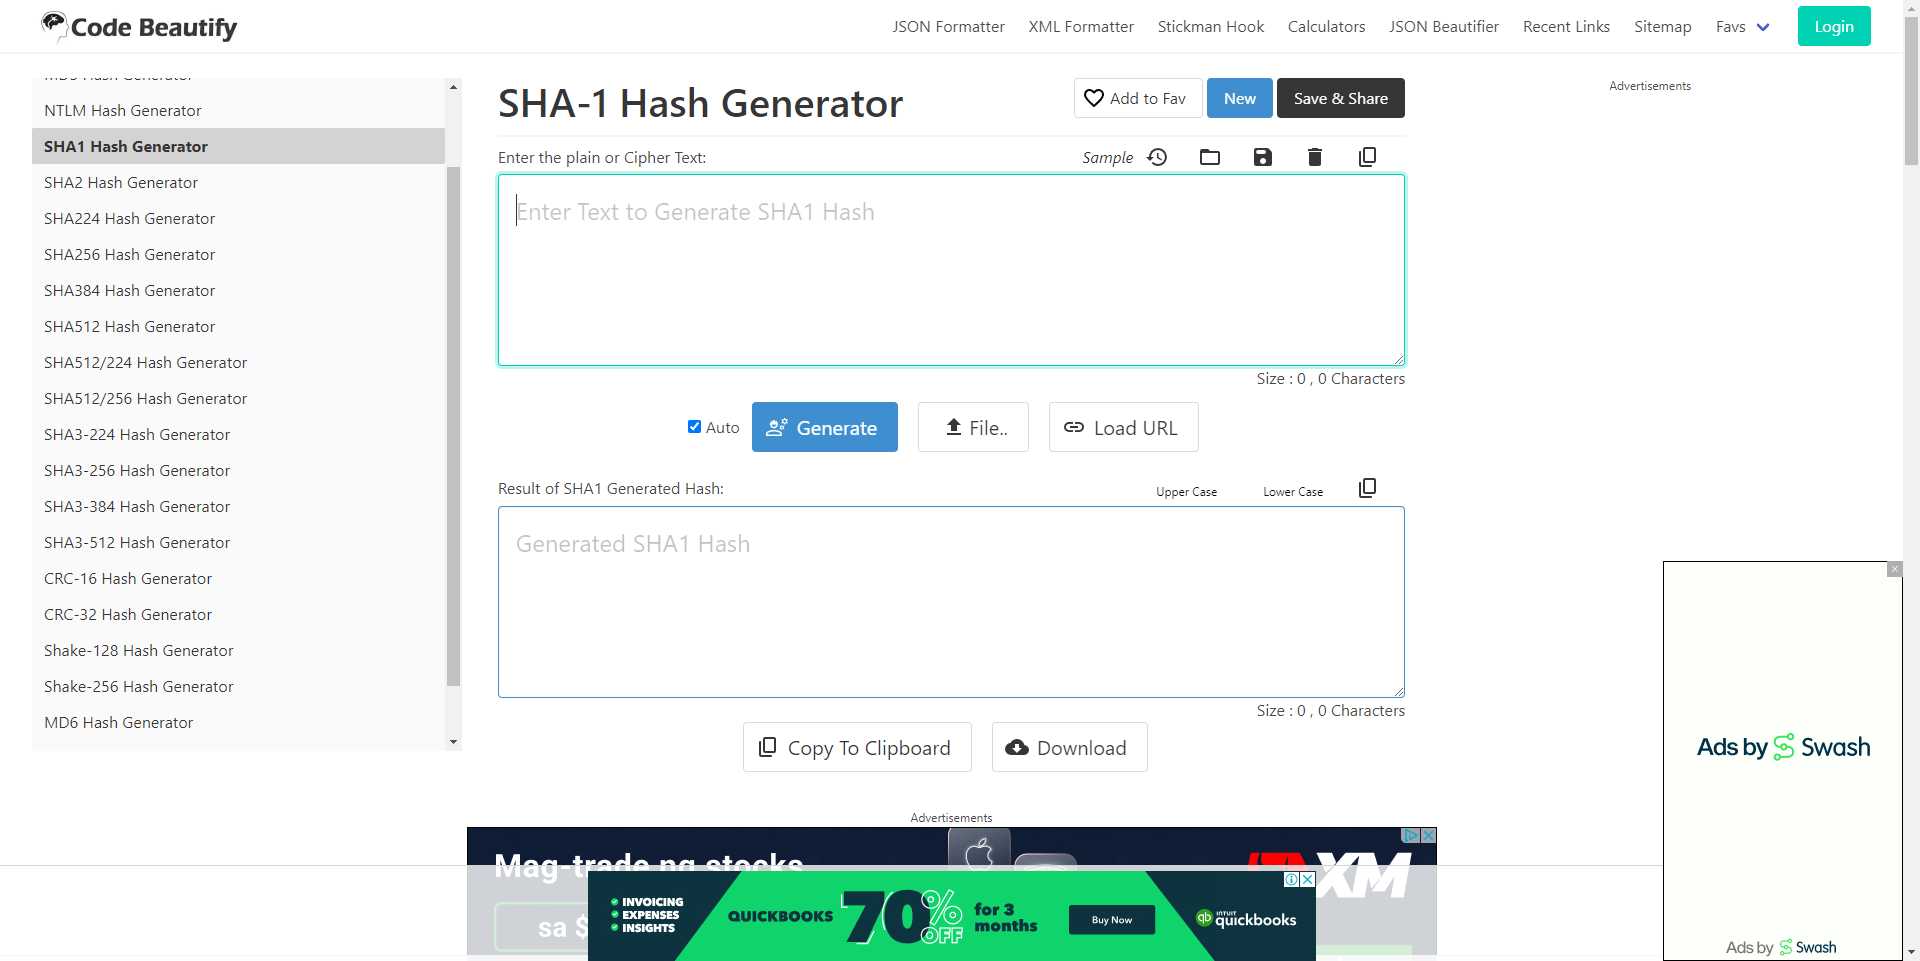 Code Beautify
JSON Formatter XML Formatter Stickman Hook Calculators JSON Beautifier Recent Links Sitemap Favs Login
NTLM Hash Generator
SHA1 Hash Generator
SHA2 Hash Generator
SHA224 Hash Generator
SHA256 Hash Generator
SHA384 Hash Generator
SHA512 Hash Generator
SHA512/224 Hash Generator
SHA512/256 Hash Generator
SHA3-224 Hash Generator
SHA3-256 Hash Generator
SHA3-384 Hash Generator
SHA3-512 Hash Generator
CRC-16 Hash Generator
CRC-32 Hash Generator
Shake-128 Hash Generator
Shake-256 Hash Generator
MD6 Hash Generator
SHA-1 Hash Generator
Add to Fav New Save & Share
Enter the plain or Cipher Text:
Sample
Enter Text to Generate SHA1 Hash
Size : 0 , 0 Characters
Auto Generate File.. Load URL
Result of SHA1 Generated Hash:
Upper Case Lower Case
Generated SHA1 Hash
Size : 0 , 0 Characters
Copy To Clipboard Download
Advertisements
Mag-trade ng stocks
XM
sa $
INVOICING
EXPENSES
INSIGHTS
QUICKBOOKS
70% OFF
for 3
months
Buy Now
qb INTUIT
quickbooks
Advertisements
Ads by Swash
Ads by Swash